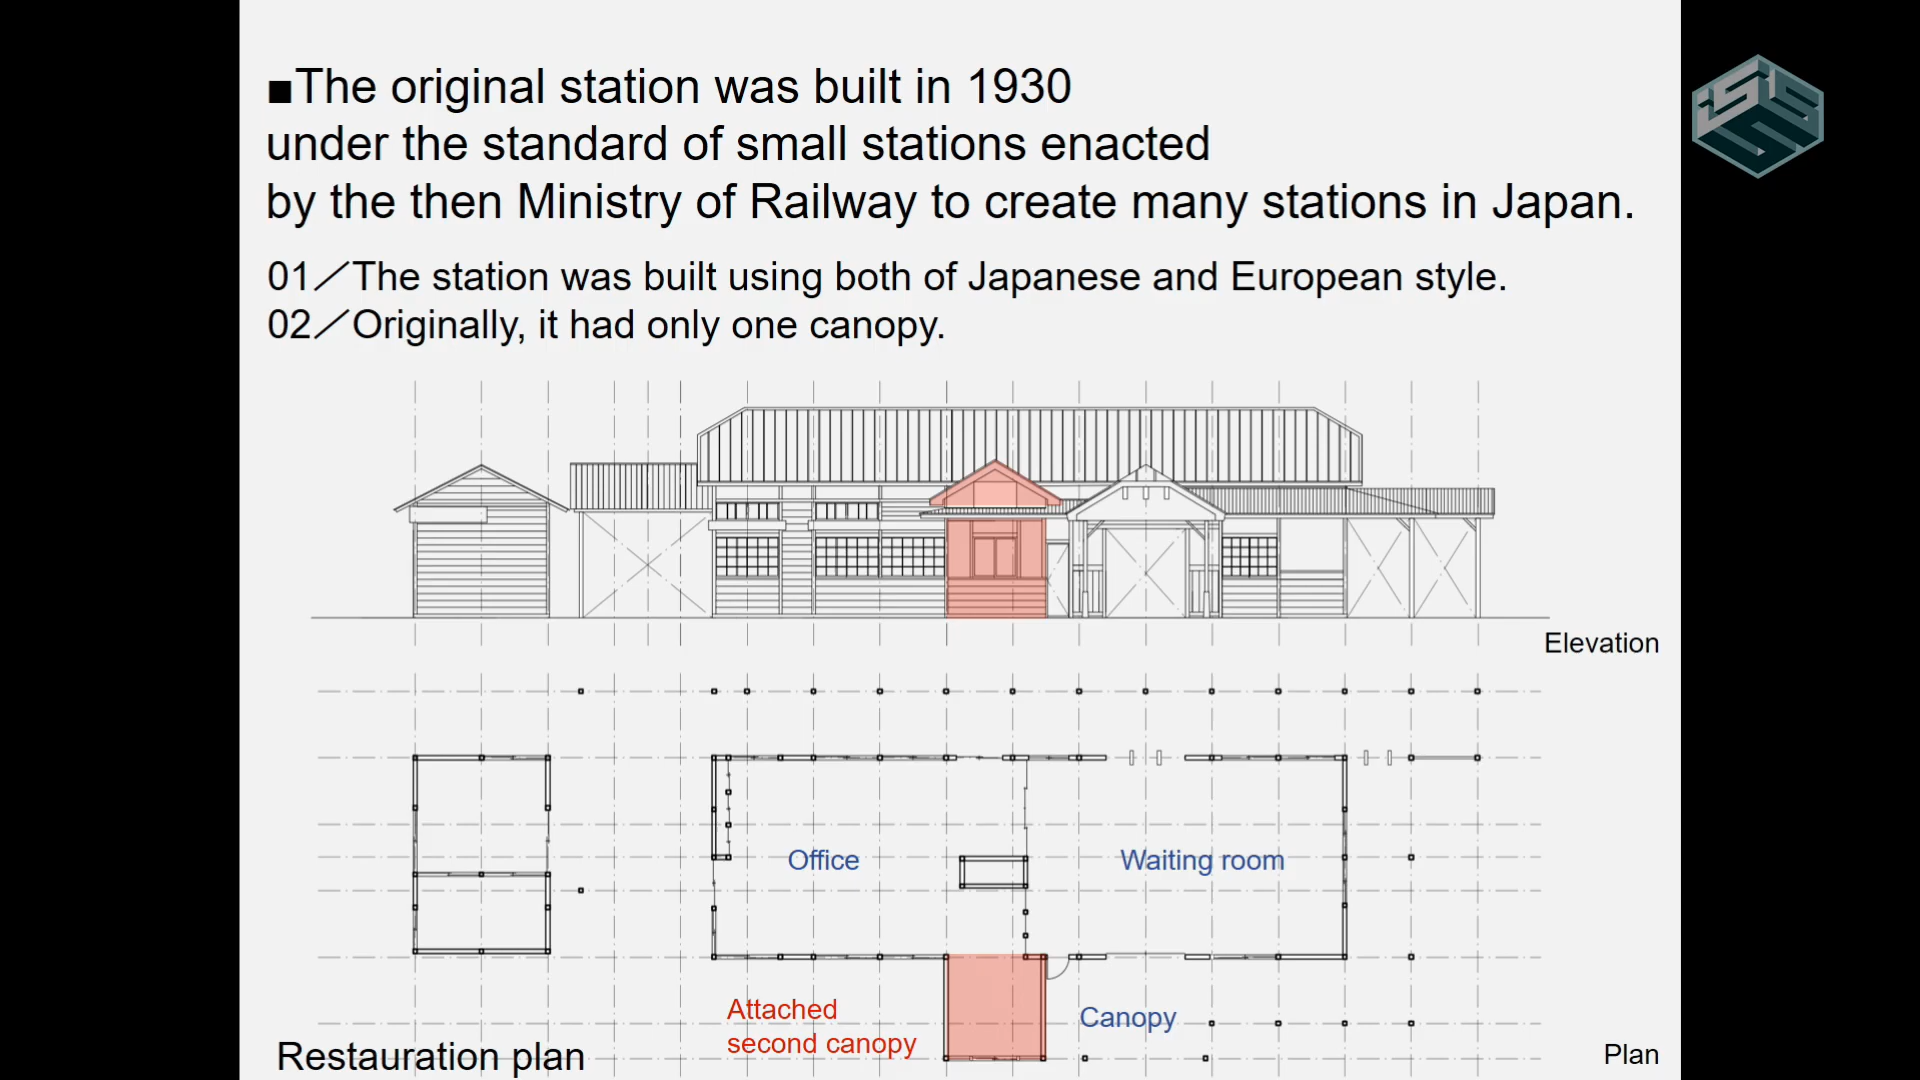 ■The original station was built in 1930
under the standard of small stations enacted
by the then Ministry of Railway to create many stations in Japan.
01／The station was built using both of Japanese and European style.
02／Originally, it had only one canopy.
Elevation
Office
Waiting room
Attached
second canopy
Canopy
Restauration plan
Plan